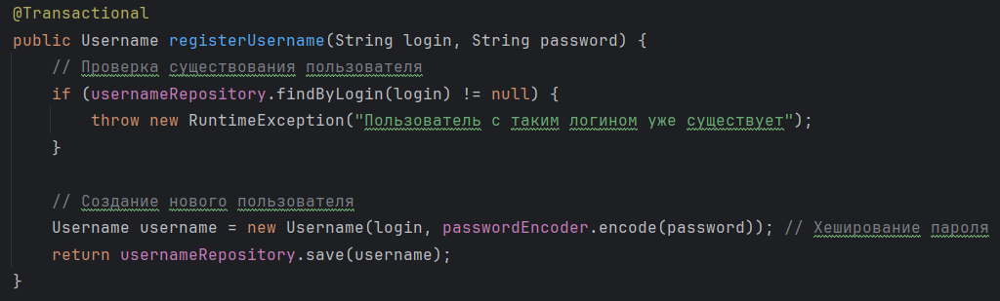 @Transactional
public Username registerUsername(String login, String password) {
// Проверка существования пользователя
if (usernameRepository.findByLogin(login) != null) {
throw new RuntimeException("Пользователь с таким логином уже существует");
}
// Создание нового пользователя
Username username = new Username(login, passwordEncoder.encode(password)); // Хеширование пароля
return usernameRepository.save(username);
}